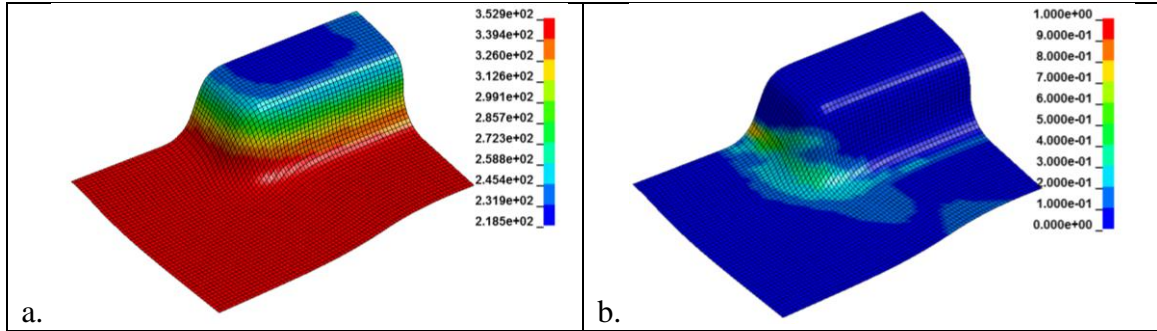 3.529e+02
3.394e+02
3.260e+02
3.126e+02
2.991e+02
2.857e+02
2.723e+02
2.588e+02
2.454e+02
2.319e+02
2.185e+02
a.
1.000e+00
9.000e-01
8.000e-01
7.000e-01
6.000e-01
5.000e-01
4.000e-01
3.000e-01
2.000e-01
1.000e-01
0.000e+00
b.